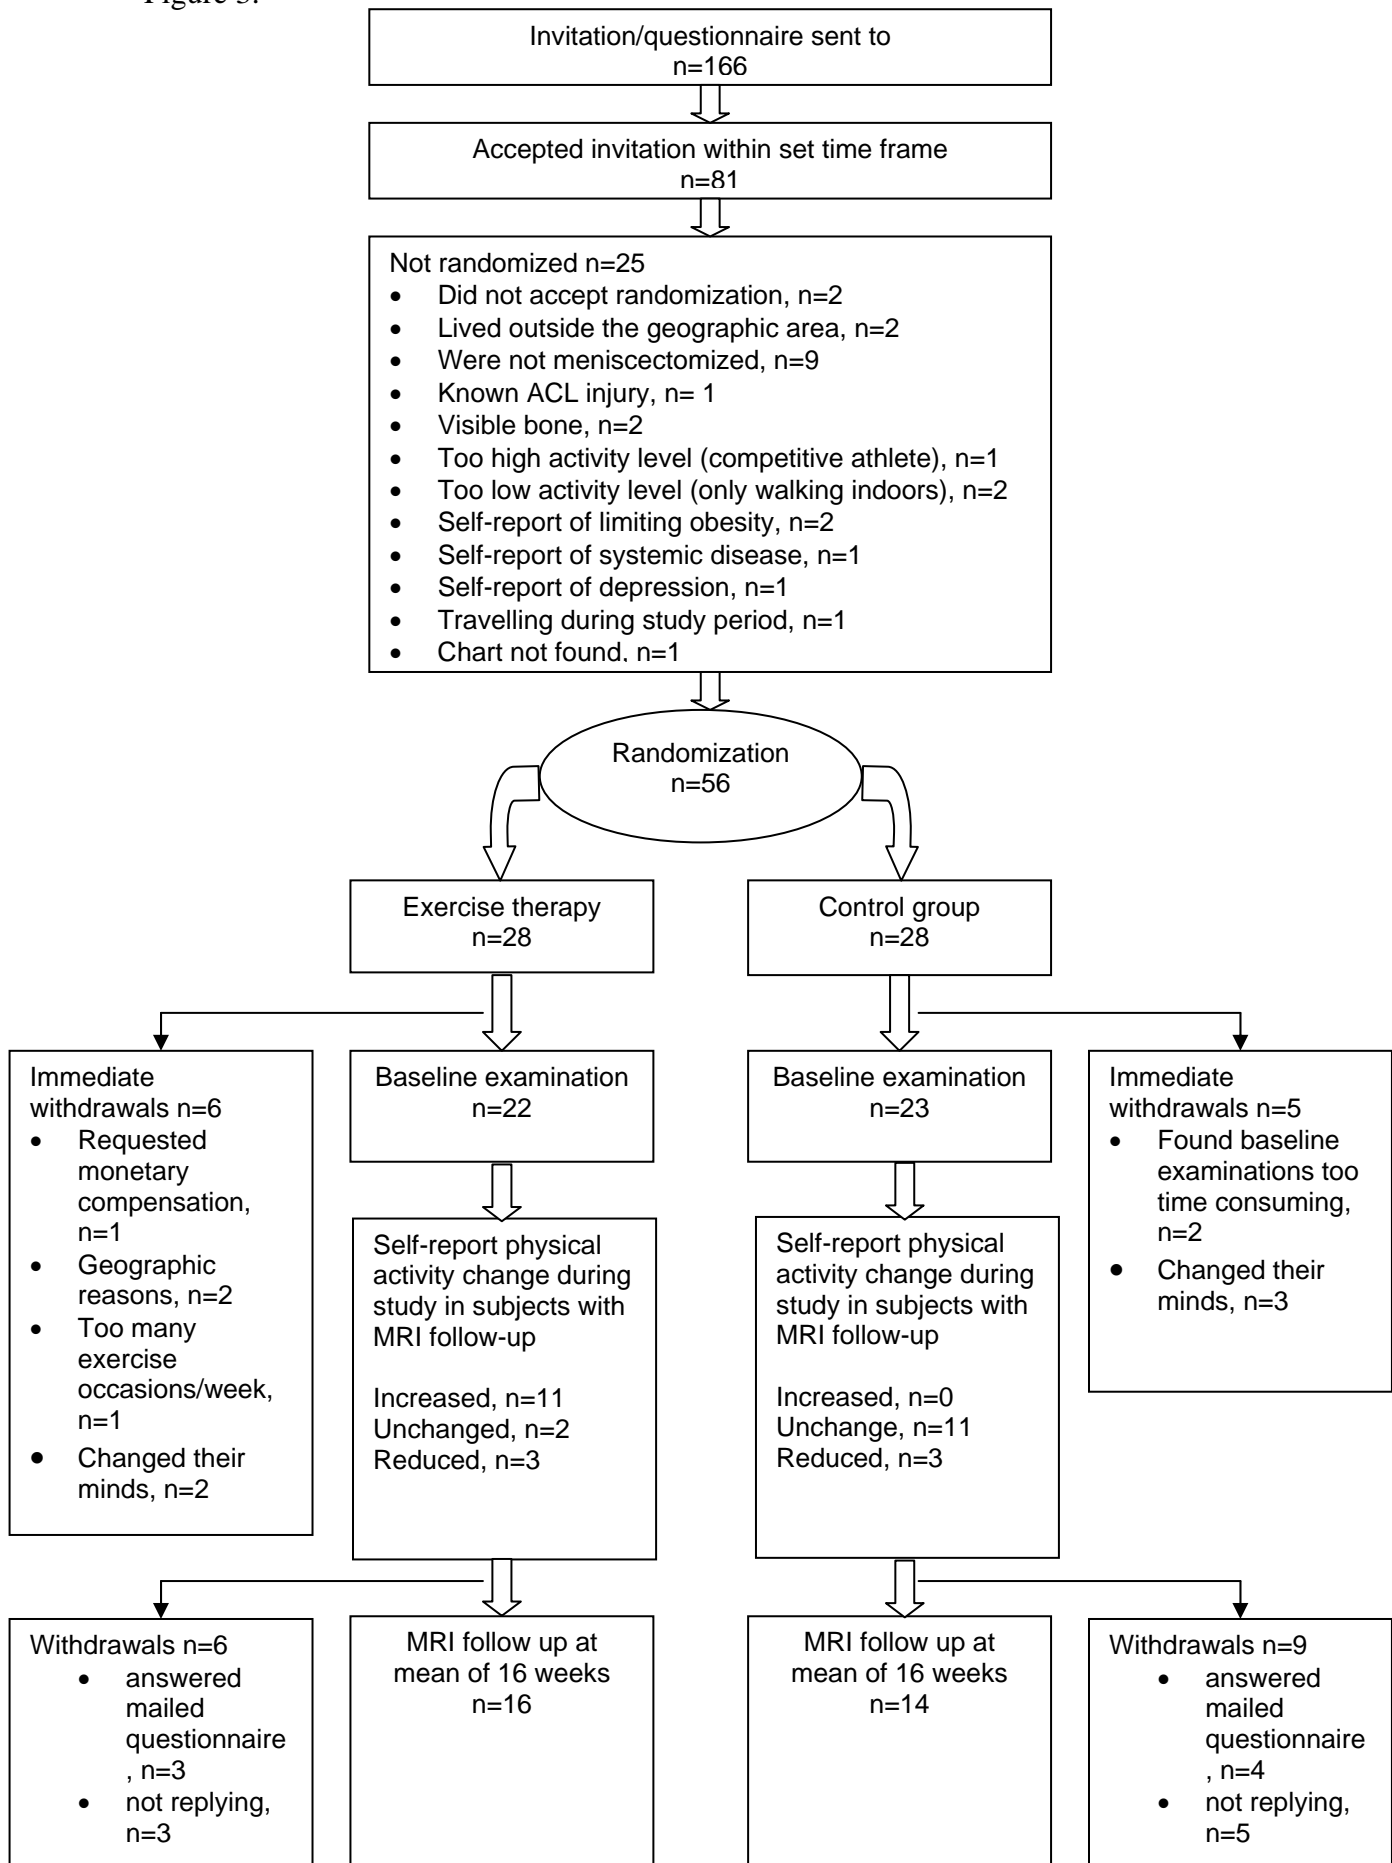 Figure 3.
Invitation/questionnaire sent to
n=166
Accepted invitation within set time frame
n=81
Not randomized n=25
• Did not accept randomization, n=2
• Lived outside the geographic area, n=2
• Were not meniscectomized, n=9
• Known ACL injury, n= 1
• Visible bone, n=2
• Too high activity level (competitive athlete), n=1
• Too low activity level (only walking indoors), n=2
• Self-report of limiting obesity, n=2
• Self-report of systemic disease, n=1
• Self-report of depression, n=1
• Travelling during study period, n=1
• Chart not found, n=1
Randomization
n=56
Exercise therapy
n=28
Control group
n=28
Immediate
withdrawals n=6
• Requested
monetary
compensation,
n=1
• Geographic
reasons, n=2
• Too many
exercise
occasions/week,
n=1
• Changed their
minds, n=2
Baseline examination
n=22
Baseline examination
n=23
Immediate
withdrawals n=5
• Found baseline
examinations too
time consuming,
n=2
• Changed their
minds, n=3
Self-report physical
activity change during
study in subjects with
MRI follow-up
Increased, n=11
Unchanged, n=2
Reduced, n=3
Self-report physical
activity change during
study in subjects with
MRI follow-up
Increased, n=0
Unchange, n=11
Reduced, n=3
Withdrawals n=6
• answered
mailed
questionnaire
, n=3
• not replying,
n=3
MRI follow up at
mean of 16 weeks
n=16
MRI follow up at
mean of 16 weeks
n=14
Withdrawals n=9
• answered
mailed
questionnaire
, n=4
• not replying,
n=5